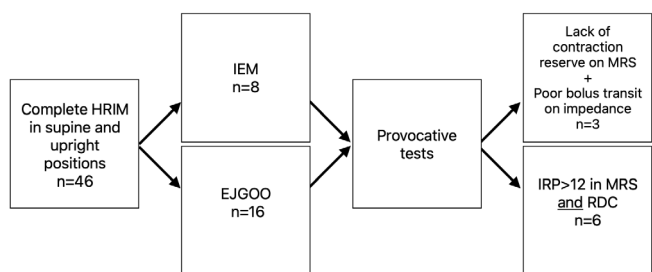 Complete HRIM
in supine and
upright
positions
n=46
IEM
n=8
EJGOO
n=16
Provocative
tests
Lack of
contraction
reserve on MRS
+
Poor bolus transit
on impedance
n=3
IRP>12 in MRS
and RDC
n=6